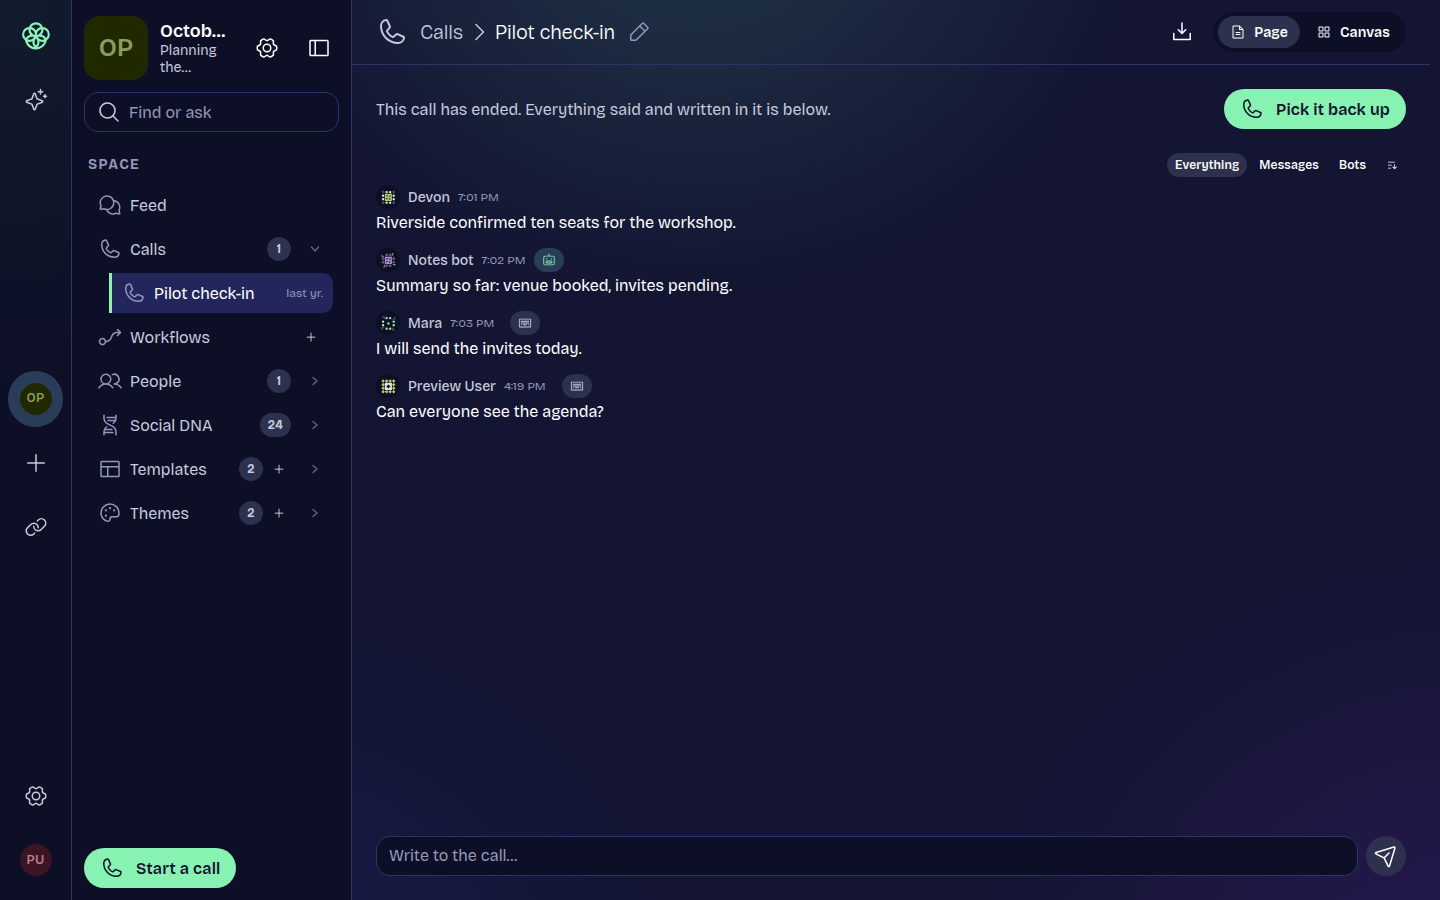 OP
Octob...
Planning
the...
Find or ask
SPACE
Feed
Calls 1
Pilot check-in last yr.
Workflows
People 1
Social DNA 24
Templates 2
Themes 2
OP
PU
Start a call
Calls > Pilot check-in
Page
Canvas
This call has ended. Everything said and written in it is below.
Pick it back up
Everything
Messages
Bots
Devon 7:01 PM
Riverside confirmed ten seats for the workshop.
Notes bot 7:02 PM
Summary so far: venue booked, invites pending.
Mara 7:03 PM
I will send the invites today.
Preview User 4:19 PM
Can everyone see the agenda?
Write to the call...